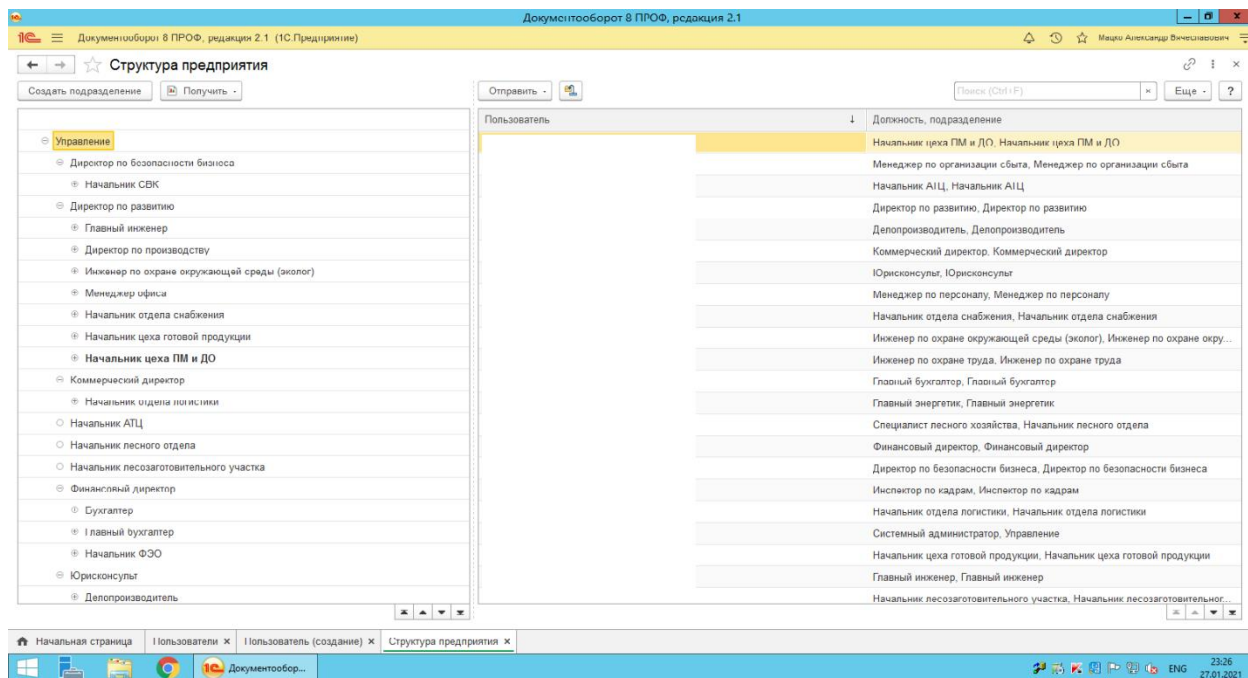 Документооборот 8 ПРОФ, редакция 2.1
1С Документооборот 8 ПРОФ, редакция 2.1 (1С:Предприятие) Мацко Александр Вячеславович
Структура предприятия
Создать подразделение Получить Отправить Поиск (Ctrl+F) × Еще ?
Пользователь ↓ Должность, подразделение
Управление
Директор по безопасности бизнеса
Начальник СВК
Директор по развитию
Главный инженер
Директор по производству
Инженер по охране окружающей среды (эколог)
Менеджер офиса
Начальник отдела снабжения
Начальник цеха готовой продукции
Начальник цеха ПМ и ДО
Коммерческий директор
Начальник отдела логистики
Начальник АТЦ
Начальник лесного отдела
Начальник лесозаготовительного участка
Финансовый директор
Бухгалтер
Главный бухгалтер
Начальник ФЭО
Юрисконсульт
Делопроизводитель
Начальник цеха ПМ и ДО, Начальник цеха ПМ и ДО
Менеджер по организации сбыта, Менеджер по организации сбыта
Начальник АТЦ, Начальник АТЦ
Директор по развитию, Директор по развитию
Делопроизводитель, Делопроизводитель
Коммерческий директор, Коммерческий директор
Юрисконсульт, Юрисконсульт
Менеджер по персоналу, Менеджер по персоналу
Начальник отдела снабжения, Начальник отдела снабжения
Инженер по охране окружающей среды (эколог), Инженер по охране окру...
Инженер по охране труда, Инженер по охране труда
Главный бухгалтер, Главный бухгалтер
Главный энергетик, Главный энергетик
Специалист лесного хозяйства, Начальник лесного отдела
Финансовый директор, Финансовый директор
Директор по безопасности бизнеса, Директор по безопасности бизнеса
Инспектор по кадрам, Инспектор по кадрам
Начальник отдела логистики, Начальник отдела логистики
Системный администратор, Управление
Начальник цеха готовой продукции, Начальник цеха готовой продукции
Главный инженер, Главный инженер
Начальник лесозаготовительного участка, Начальник лесозаготовительног...
Начальная страница Пользователи × Пользователь (создание) × Структура предприятия ×
1С Документообор... ENG 23:26
27.01.2021